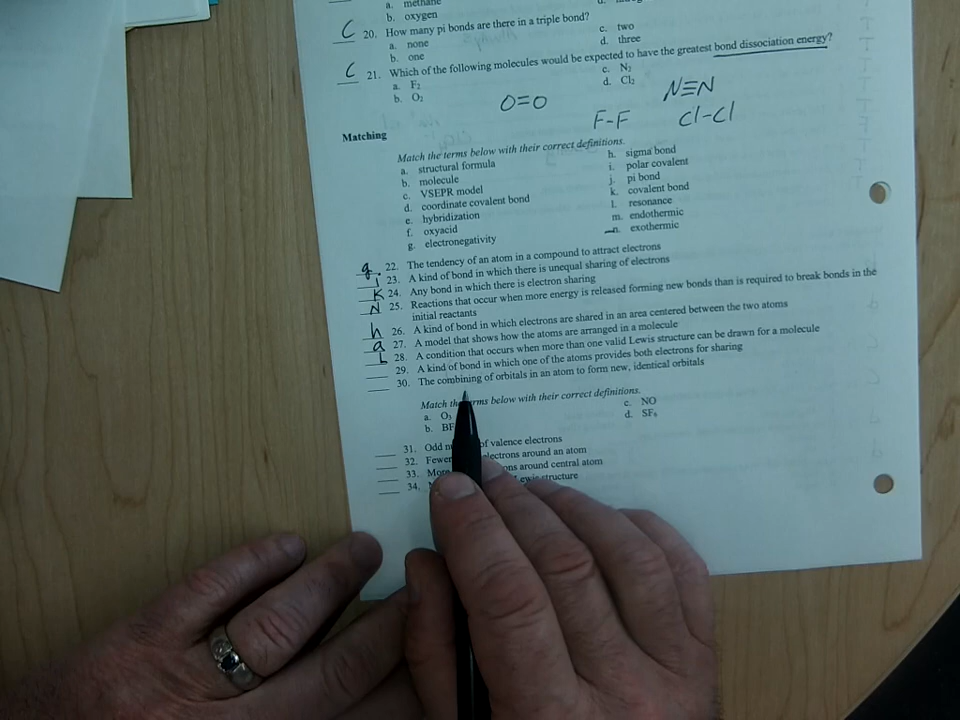 a. methane
b. oxygen
C 20. How many pi bonds are there in a triple bond?
a. none c. two
b. one d. three
C 21. Which of the following molecules would be expected to have the greatest bond dissociation energy?
a. F₂ c. N₂
b. O₂ d. Cl₂
O=O N≡N
F-F Cl-Cl
Matching
Match the terms below with their correct definitions.
a. structural formula h. sigma bond
b. molecule i. polar covalent
c. VSEPR model j. pi bond
d. coordinate covalent bond k. covalent bond
e. hybridization l. resonance
f. oxyacid m. endothermic
g. electronegativity n. exothermic
g. 22. The tendency of an atom in a compound to attract electrons
i 23. A kind of bond in which there is unequal sharing of electrons
K 24. Any bond in which there is electron sharing
N 25. Reactions that occur when more energy is released forming new bonds than is required to break bonds in the
initial reactants
h 26. A kind of bond in which electrons are shared in an area centered between the two atoms
a 27. A model that shows how the atoms are arranged in a molecule
L 28. A condition that occurs when more than one valid Lewis structure can be drawn for a molecule
29. A kind of bond in which one of the atoms provides both electrons for sharing
30. The combining of orbitals in an atom to form new, identical orbitals
Match the terms below with their correct definitions.
a. O₃ c. NO
b. BF d. SF₆
31. Odd of valence electrons
32. Fewer electrons around an atom
33. More around central atom
34. structure